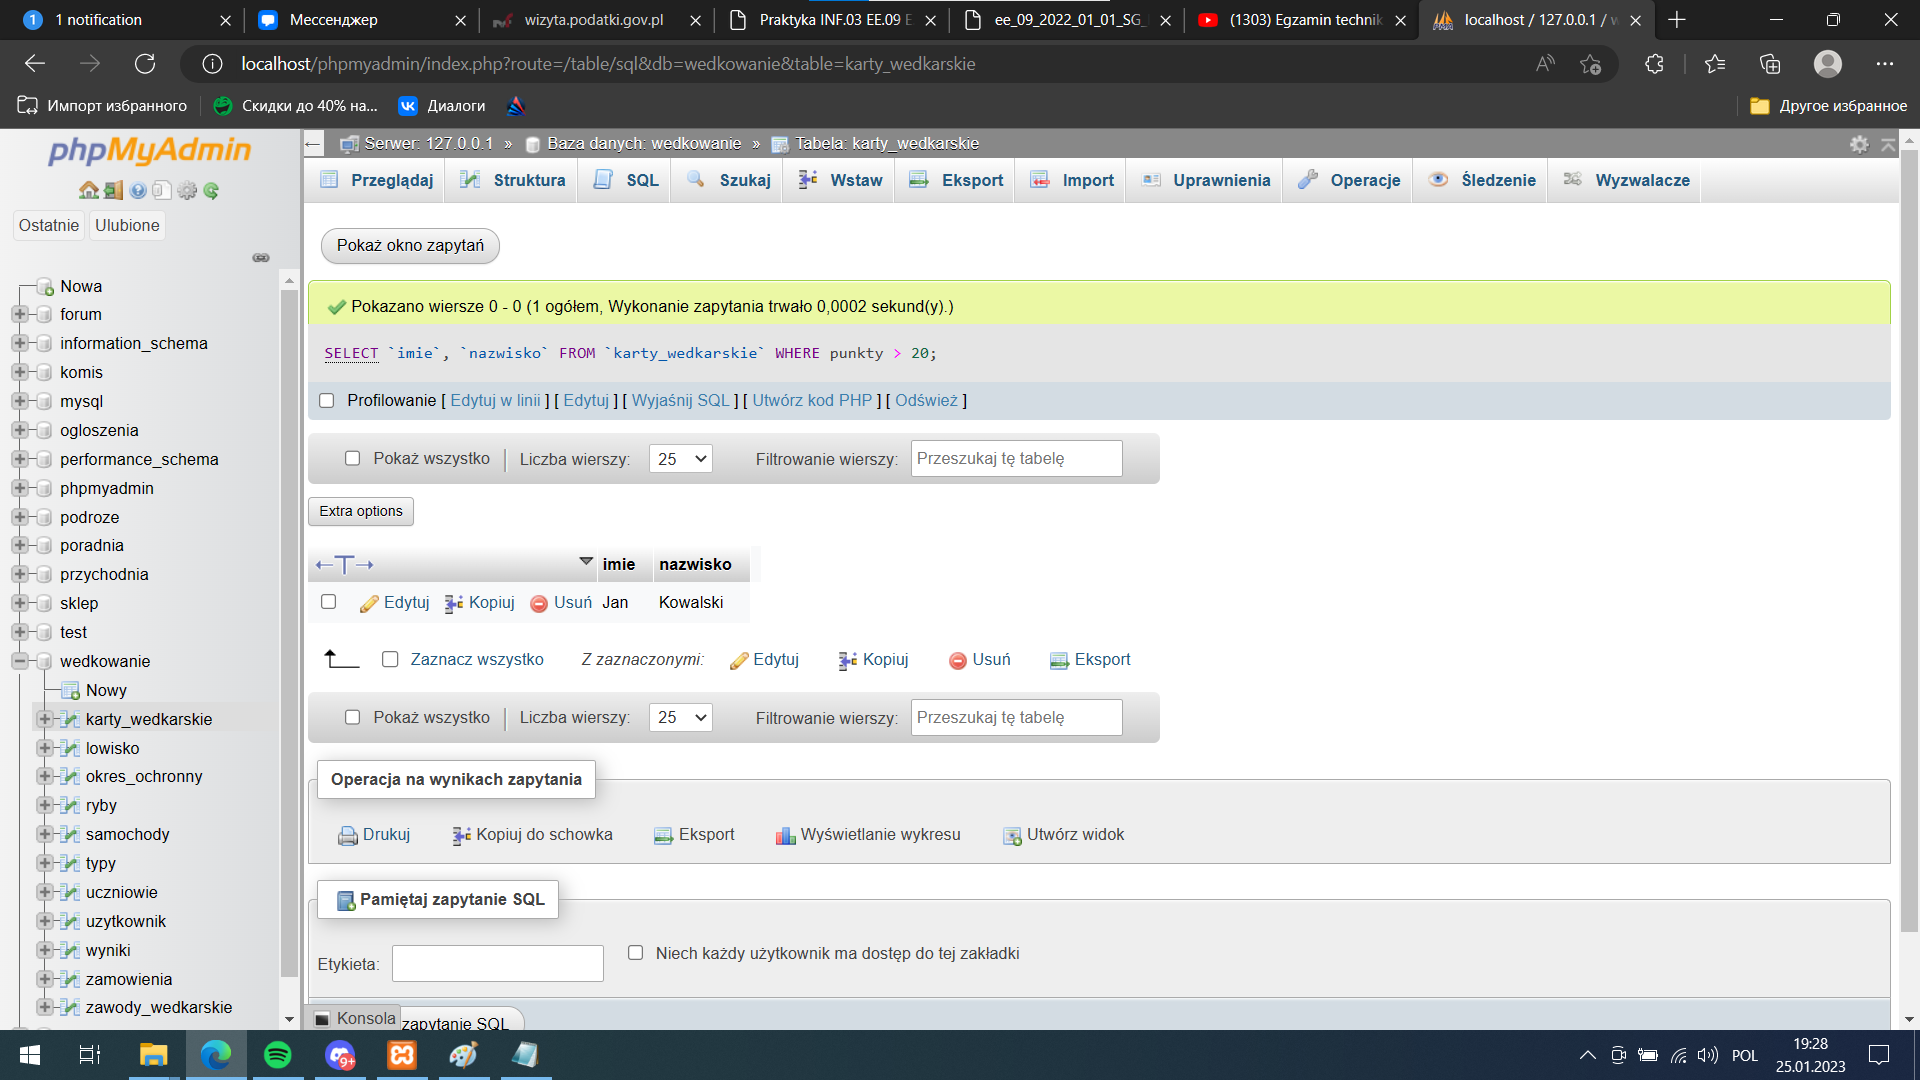 1 notification
Мессенджер
wizyta.podatki.gov.pl
Praktyka INF.03 EE.09 E
ee_09_2022_01_01_SG_
(1303) Egzamin technik
localhost / 127.0.0.1 / w
localhost/phpmyadmin/index.php?route=/table/sql&db=wedkowanie&table=karty_wedkarskie
Импорт избранного
Скидки до 40% на...
Диалоги
Другое избранное
phpMyAdmin
Ostatnie
Ulubione
Nowa
forum
information_schema
komis
mysql
ogloszenia
performance_schema
phpmyadmin
podroze
poradnia
przychodnia
sklep
test
wedkowanie
Nowy
karty_wedkarskie
lowisko
okres_ochronny
ryby
samochody
typy
uczniowie
uzytkownik
wyniki
zamowienia
zawody_wedkarskie
Serwer: 127.0.0.1 » Baza danych: wedkowanie » Tabela: karty_wedkarskie
Przeglądaj
Struktura
SQL
Szukaj
Wstaw
Eksport
Import
Uprawnienia
Operacje
Śledzenie
Wyzwalacze
Pokaż okno zapytań
Pokazano wiersze 0 - 0 (1 ogółem, Wykonanie zapytania trwało 0,0002 sekund(y).)
SELECT `imie`, `nazwisko` FROM `karty_wedkarskie` WHERE punkty > 20;
Profilowanie [ Edytuj w linii ] [ Edytuj ] [ Wyjaśnij SQL ] [ Utwórz kod PHP ] [ Odśwież ]
Pokaż wszystko
Liczba wierszy:
25
Filtrowanie wierszy:
Przeszukaj tę tabelę
Extra options
←T→
imie
nazwisko
Edytuj
Kopiuj
Usuń
Jan
Kowalski
Zaznacz wszystko
Z zaznaczonymi:
Edytuj
Kopiuj
Usuń
Eksport
Pokaż wszystko
Liczba wierszy:
25
Filtrowanie wierszy:
Przeszukaj tę tabelę
Operacja na wynikach zapytania
Drukuj
Kopiuj do schowka
Eksport
Wyświetlanie wykresu
Utwórz widok
Pamiętaj zapytanie SQL
Etykieta:
Niech każdy użytkownik ma dostęp do tej zakładki
Konsola
zapytanie SQL
9+
POL
19:28
25.01.2023